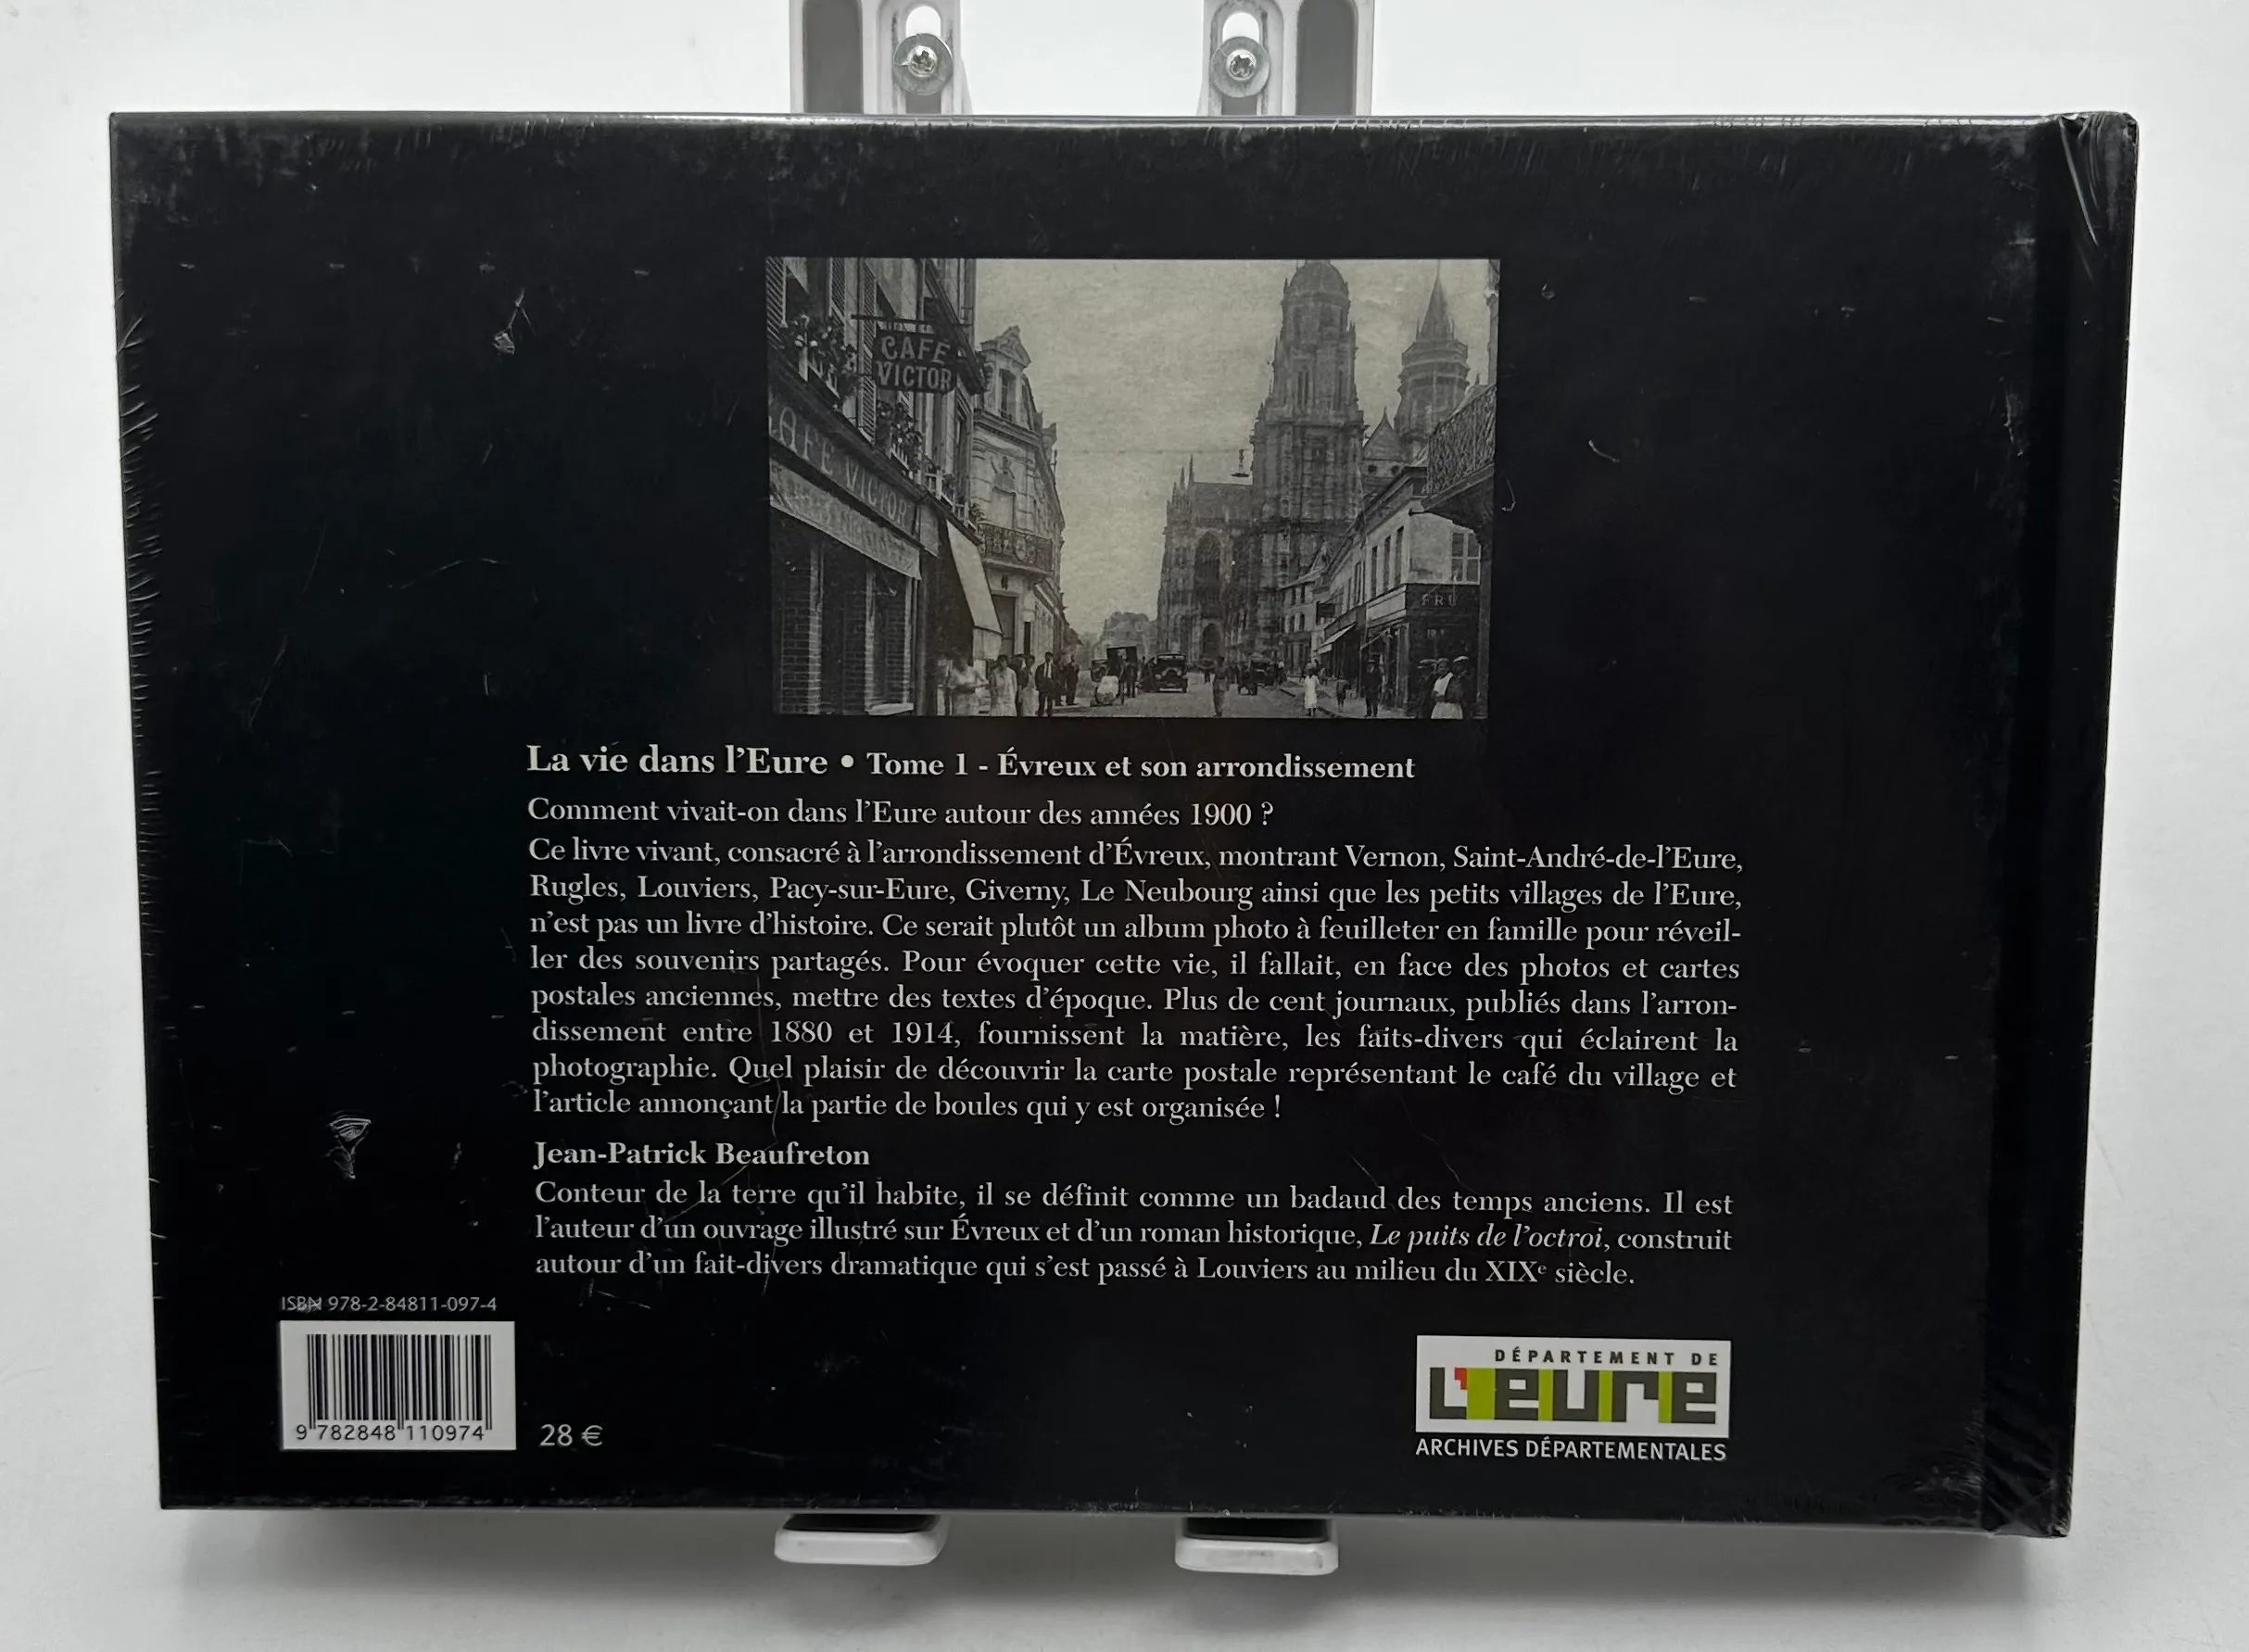 CAFE
VICTOR
CAFE VICTOR
FRU
La vie dans l'Eure • Tome 1 - Évreux et son arrondissement
Comment vivait-on dans l'Eure autour des années 1900 ?
Ce livre vivant, consacré à l'arrondissement d'Évreux, montrant Vernon, Saint-André-de-l'Eure,
Rugles, Louviers, Pacy-sur-Eure, Giverny, Le Neubourg ainsi que les petits villages de l'Eure,
n'est pas un livre d'histoire. Ce serait plutôt un album photo à feuilleter en famille pour réveil-
ler des souvenirs partagés. Pour évoquer cette vie, il fallait, en face des photos et cartes
postales anciennes, mettre des textes d'époque. Plus de cent journaux, publiés dans l'arron-
dissement entre 1880 et 1914, fournissent la matière, les faits-divers qui éclairent la
photographie. Quel plaisir de découvrir la carte postale représentant le café du village et
l'article annonçant la partie de boules qui y est organisée !
Jean-Patrick Beaufreton
Conteur de la terre qu'il habite, il se définit comme un badaud des temps anciens. Il est
l'auteur d'un ouvrage illustré sur Évreux et d'un roman historique, Le puits de l'octroi, construit
autour d'un fait-divers dramatique qui s'est passé à Louviers au milieu du XIXe siècle.
ISBN 978-2-84811-097-4
9 782848 110974
28 €
DÉPARTEMENT DE
L'eure
ARCHIVES DÉPARTEMENTALES